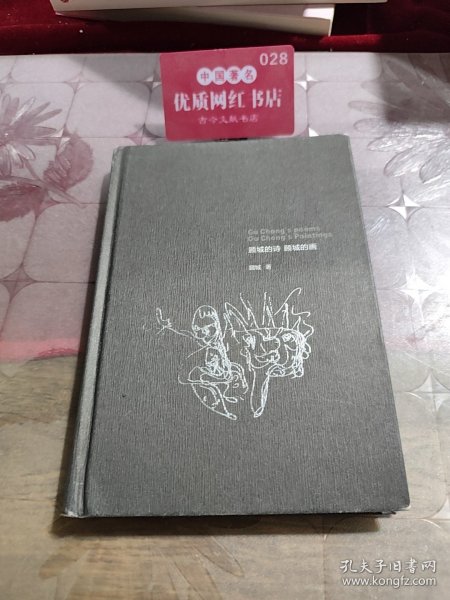 028
中国著名
优质网红书店
古今文献书店
Gu Cheng's poems
Gu Cheng's Paintings
顾城的诗 顾城的画
顾城 著
孔夫子旧书网
www.kongfz.com